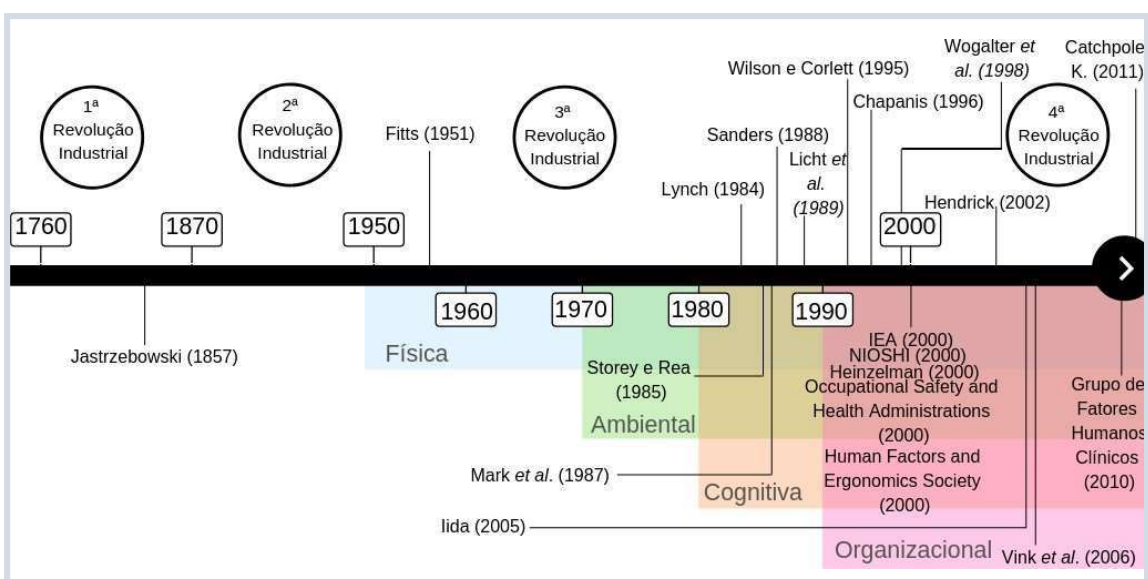 1ª
Revolução
Industrial
2ª
Revolução
Industrial
Fitts (1951)
3ª
Revolução
Industrial
Wilson e Corlett (1995)
Wogalter et
al. (1998)
Catchpole
K. (2011)
Chapanis (1996)
4ª
Revolução
Industrial
Sanders (1988)
Licht et
al.
(1989)
Lynch (1984)
Hendrick (2002)
1760
1870
1950
2000
1960
1970
1980
1990
Jastrzebowski (1857)
Física
Storey e Rea
(1985)
Ambiental
IEA (2000)
NIOSHI (2000)
Heinzelman (2000)
Occupational Safety and
Health Administrations
(2000)
Human Factors and
Ergonomics Society
(2000)
Grupo de
Fatores
Humanos
Clínicos
(2010)
Mark et al. (1987)
Cognitiva
Iida (2005)
Organizacional
Vink et al. (2006)